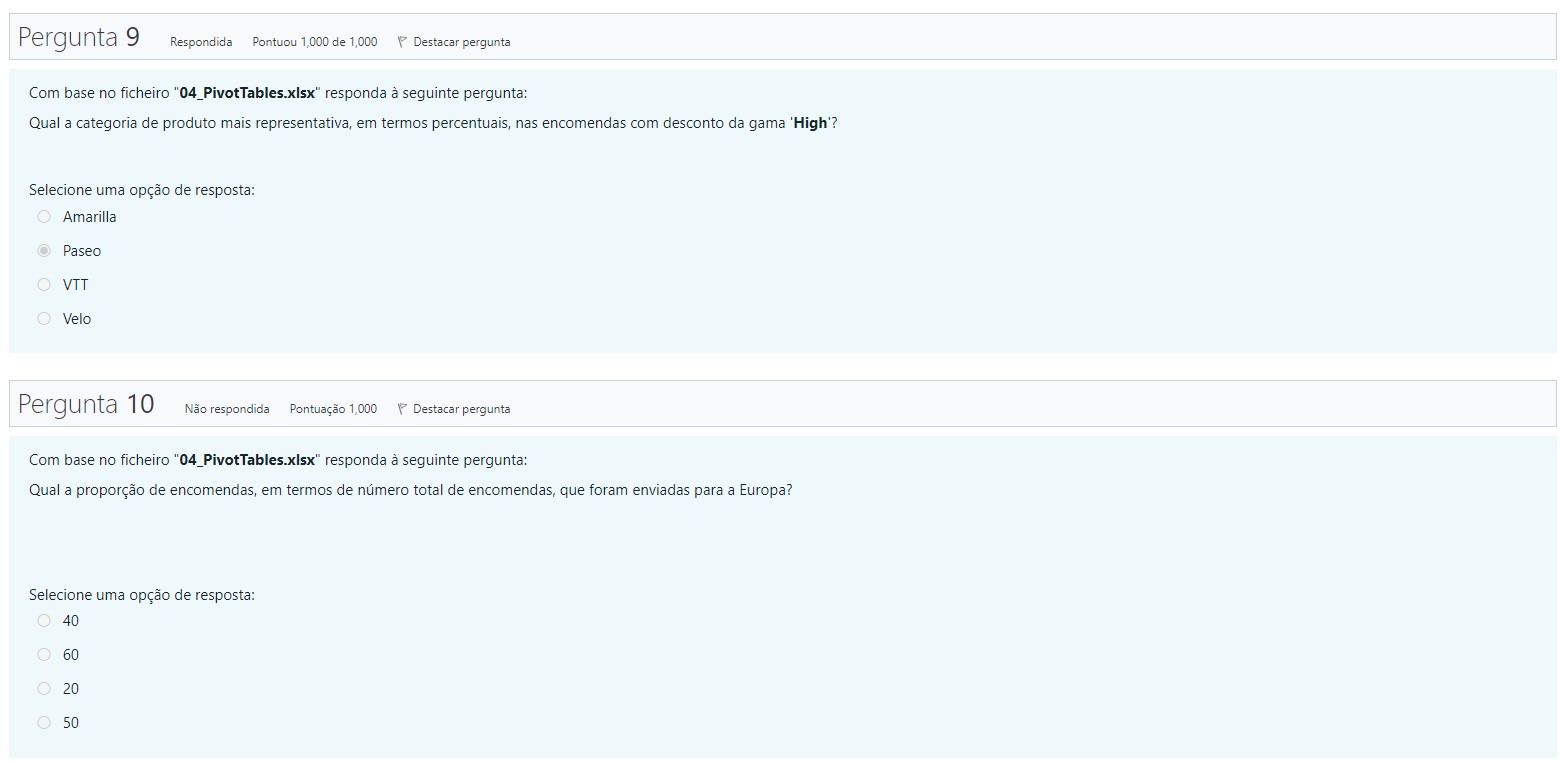 Pergunta 9 Respondida Pontuou 1,000 de 1,000 Destacar pergunta
Com base no ficheiro "04_PivotTables.xlsx" responda à seguinte pergunta:
Qual a categoria de produto mais representativa, em termos percentuais, nas encomendas com desconto da gama 'High'?
Selecione uma opção de resposta:
Amarilla
Paseo
VTT
Velo
Pergunta 10 Não respondida Pontuação 1,000 Destacar pergunta
Com base no ficheiro "04_PivotTables.xlsx" responda à seguinte pergunta:
Qual a proporção de encomendas, em termos de número total de encomendas, que foram enviadas para a Europa?
Selecione uma opção de resposta:
40
60
20
50